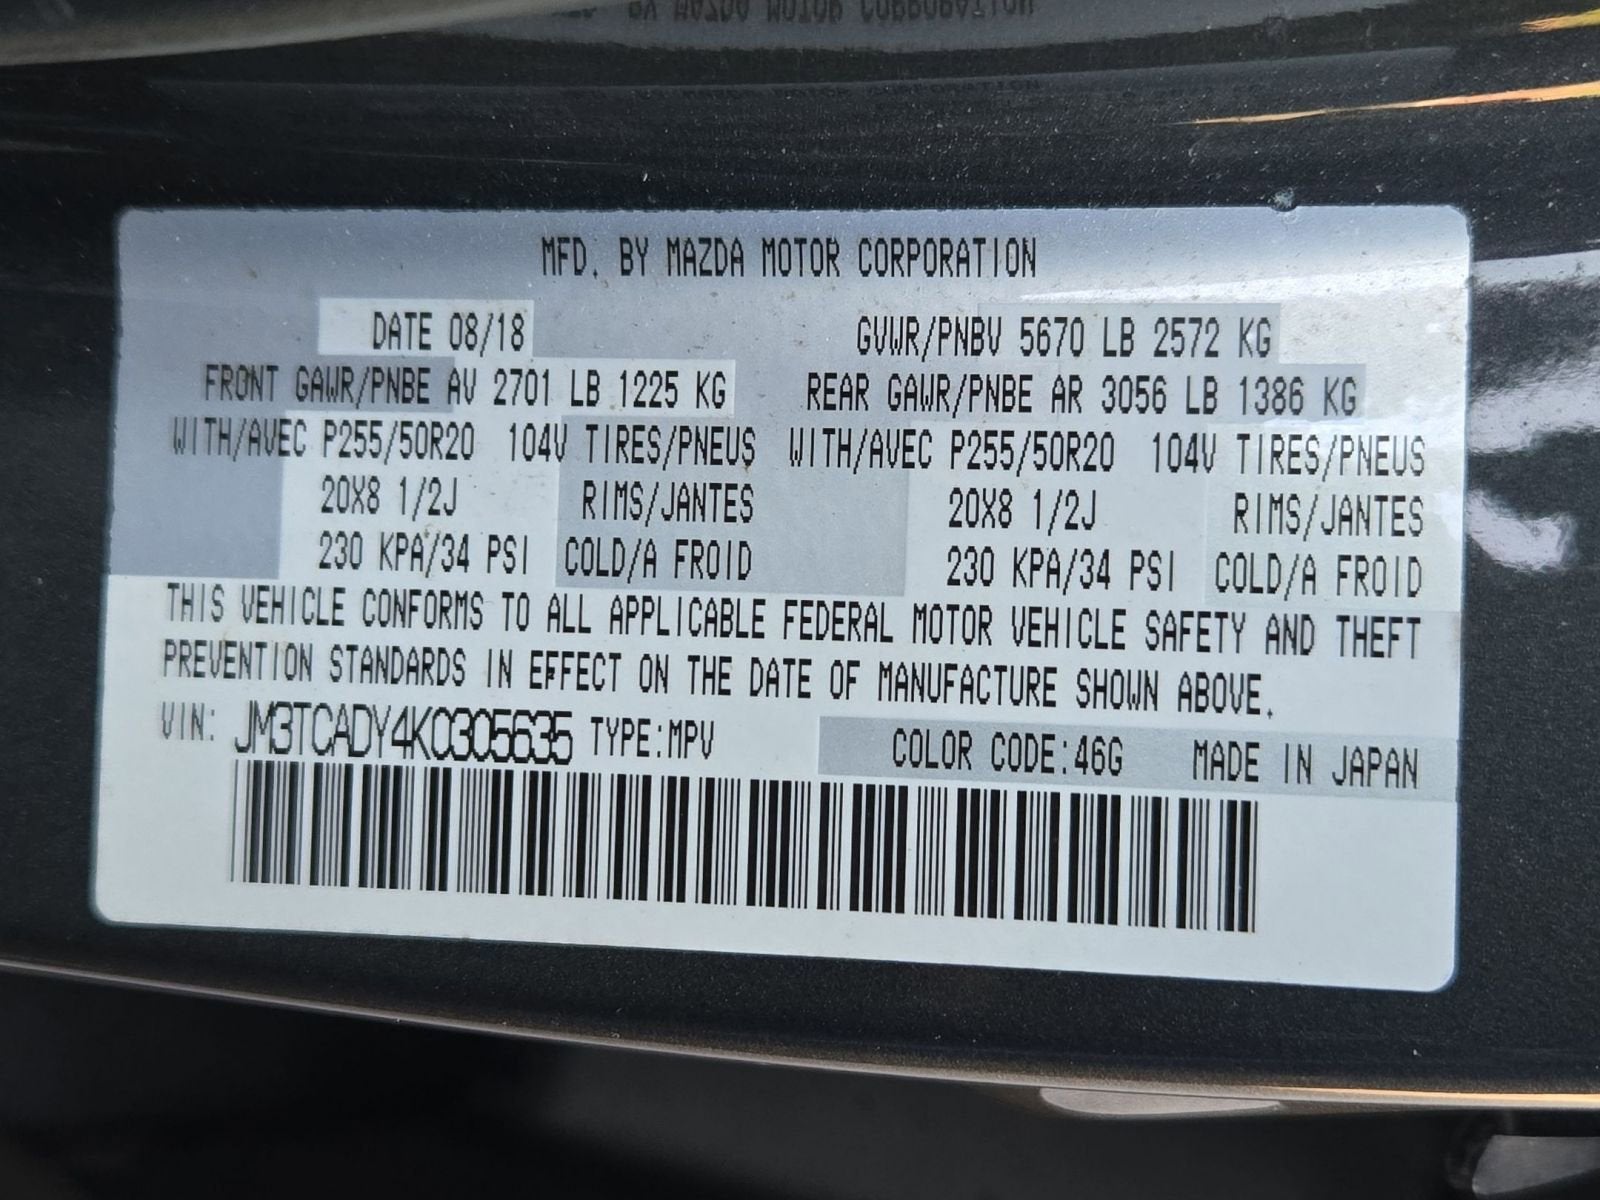 MFD. BY MAZDA MOTOR CORPORATION
DATE 08/18 GVWR/PNBV 5670 LB 2572 KG
FRONT GAWR/PNBE AV 2701 LB 1225 KG REAR GAWR/PNBE AR 3056 LB 1386 KG
WITH/AVEC P255/50R20 104V TIRES/PNEUS WITH/AVEC P255/50R20 104V TIRES/PNEUS
20X8 1/2J RIMS/JANTES 20X8 1/2J RIMS/JANTES
230 KPA/34 PSI COLD/A FROID 230 KPA/34 PSI COLD/A FROID
THIS VEHICLE CONFORMS TO ALL APPLICABLE FEDERAL MOTOR VEHICLE SAFETY AND THEFT
PREVENTION STANDARDS IN EFFECT ON THE DATE OF MANUFACTURE SHOWN ABOVE.
VIN: JM3TCADY4K0305635 TYPE:MPV COLOR CODE:46G MADE IN JAPAN